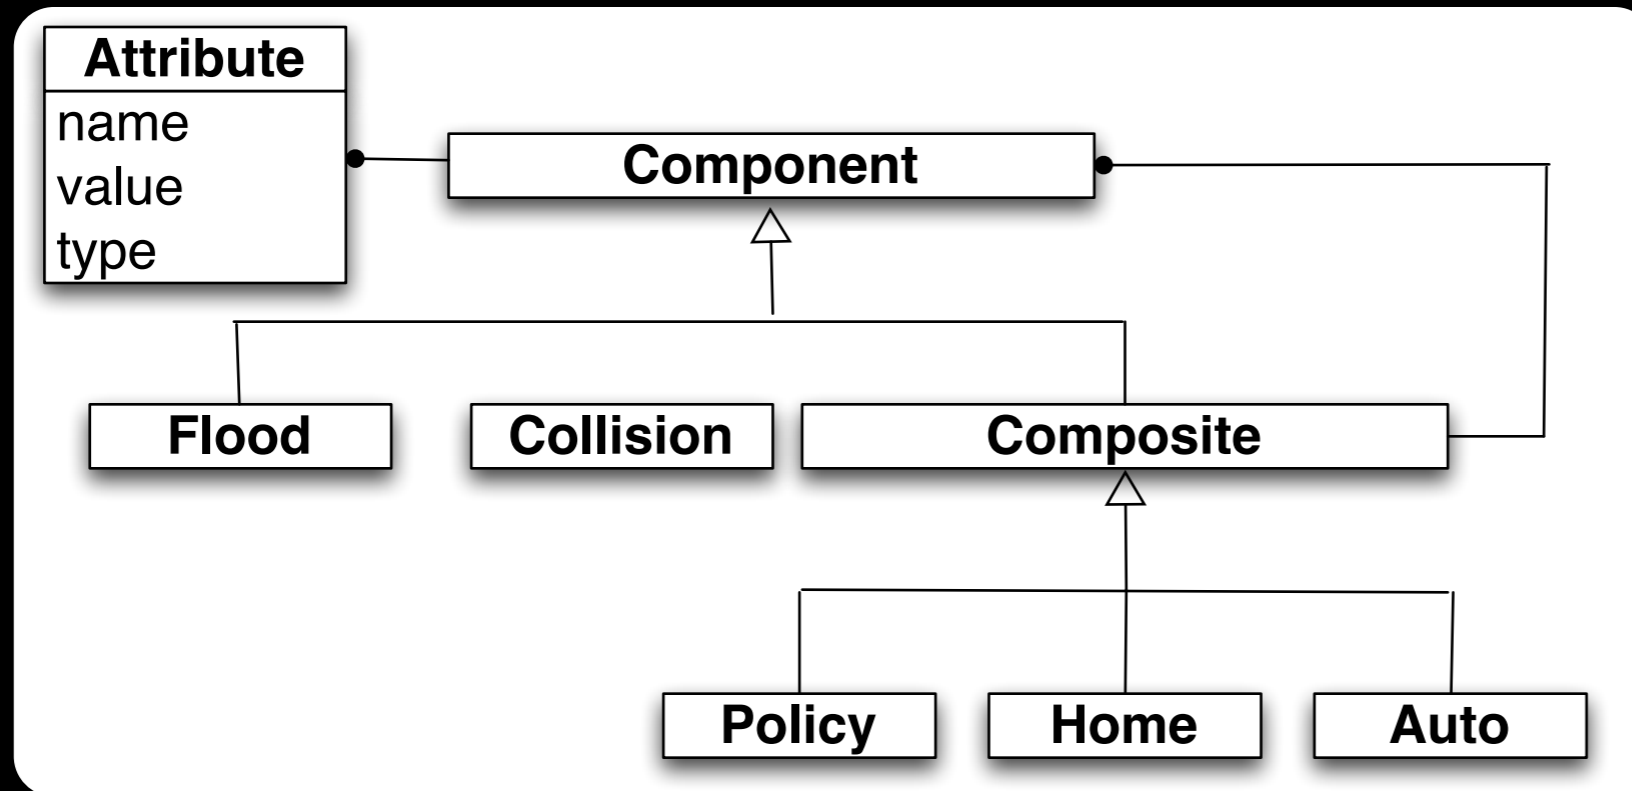 Attribute
name
value
type
Component
Flood
Collision
Composite
Policy
Home
Auto